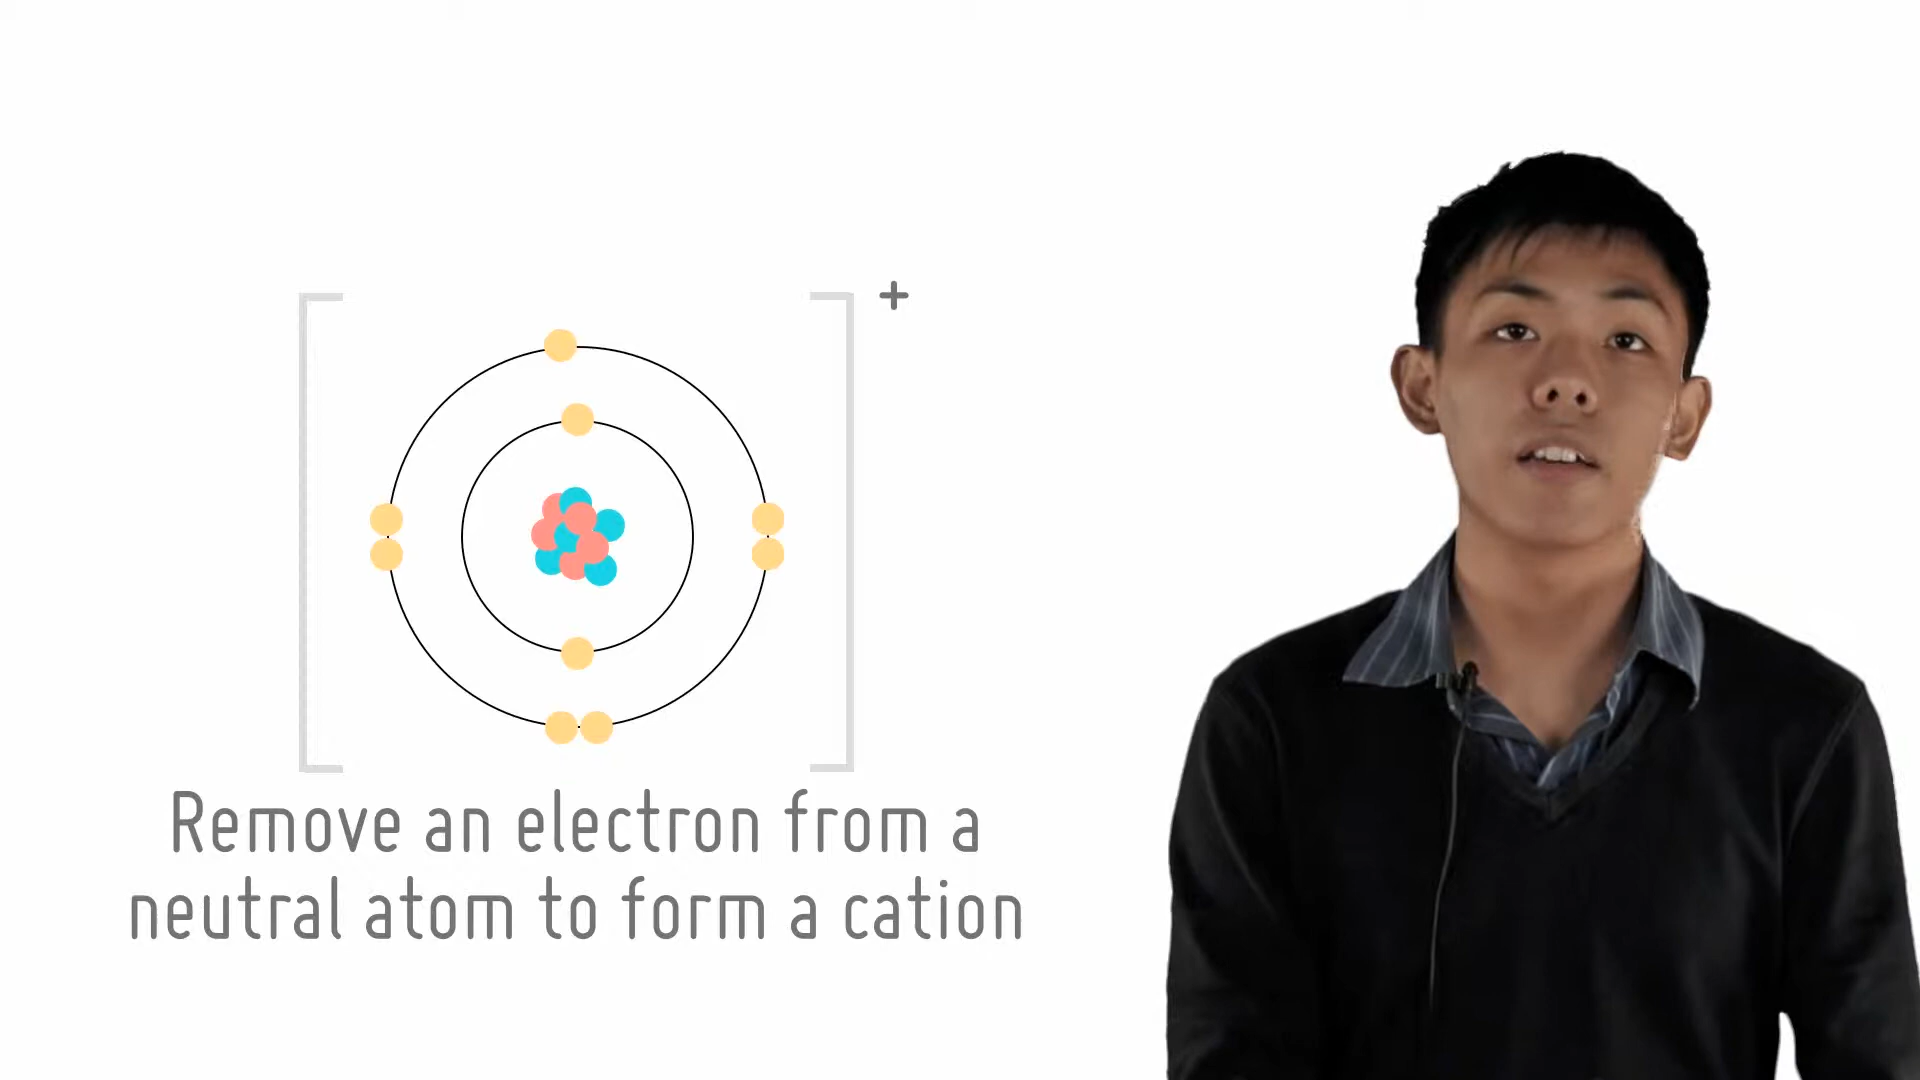 +
Remove an electron from a
neutral atom to form a cation